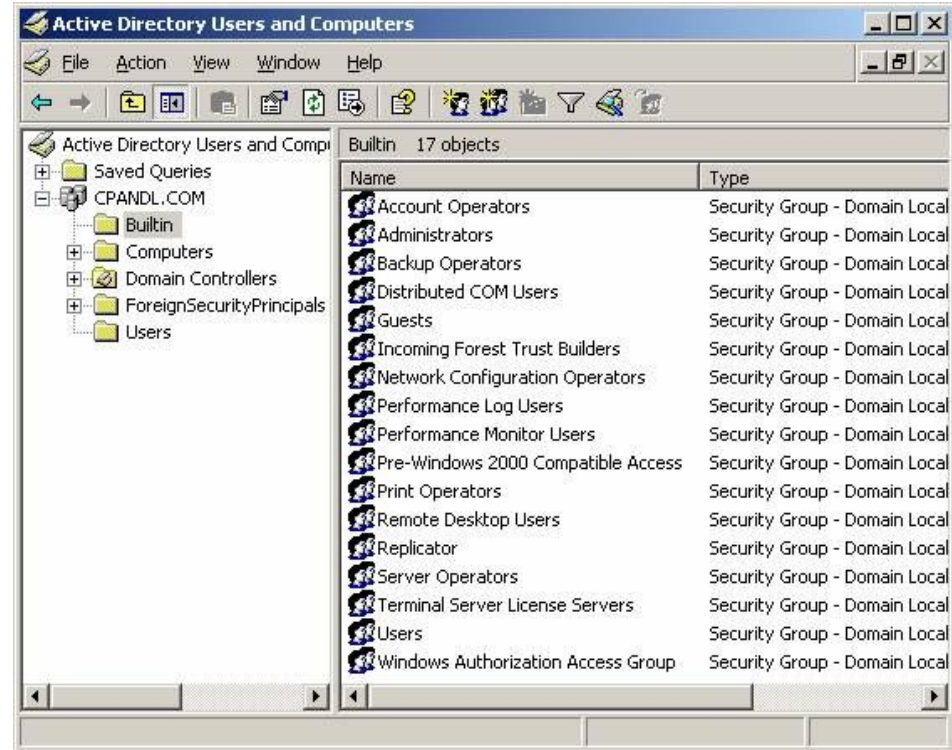 Active Directory Users and Computers
File Action View Window Help
Active Directory Users and Comp
Saved Queries
CPANDL.COM
Builtin
Computers
Domain Controllers
ForeignSecurityPrincipals
Users
Builtin 17 objects
Name Type
Account Operators Security Group - Domain Local
Administrators Security Group - Domain Local
Backup Operators Security Group - Domain Local
Distributed COM Users Security Group - Domain Local
Guests Security Group - Domain Local
Incoming Forest Trust Builders Security Group - Domain Local
Network Configuration Operators Security Group - Domain Local
Performance Log Users Security Group - Domain Local
Performance Monitor Users Security Group - Domain Local
Pre-Windows 2000 Compatible Access Security Group - Domain Local
Print Operators Security Group - Domain Local
Remote Desktop Users Security Group - Domain Local
Replicator Security Group - Domain Local
Server Operators Security Group - Domain Local
Terminal Server License Servers Security Group - Domain Local
Users Security Group - Domain Local
Windows Authorization Access Group Security Group - Domain Local